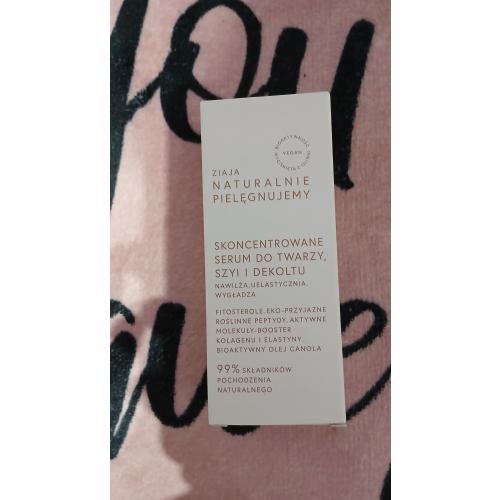 you
ZIAJA
NATURALNIE
PIELĘGNUJEMY
VEGAN
SKONCENTROWANE
SERUM DO TWARZY,
SZYI I DEKOLTU
NAWILŻA.UELASTYCZNIA.
WYGŁADZA
FITOSTEROLE.EKO-PRZYJAZNE
ROŚLINNE PEPTYDY.AKTYWNE
MOLEKUŁY-BOOSTER
KOLAGENU I ELASTYNY.
BIOAKTYWNY OLEJ CANOLA
99% SKŁADNIKÓW
POCHODZENIA
NATURALNEGO